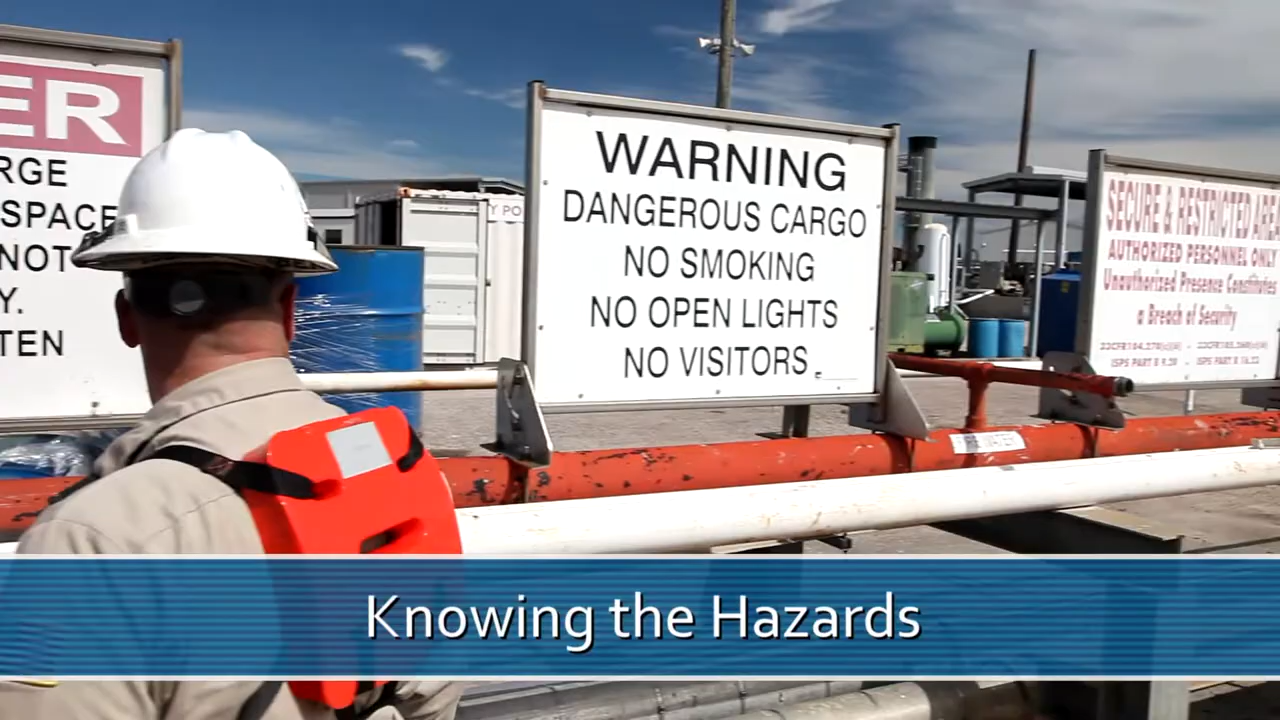 ER
RGE
SPACE
NOT
Y.
TEN
Y PO
WARNING
DANGEROUS CARGO
NO SMOKING
NO OPEN LIGHTS
NO VISITORS
SECURE & RESTRICTED AREA
AUTHORIZED PERSONNEL ONLY
Unauthorized Presence Constitutes
a Breach of Security
Knowing the Hazards